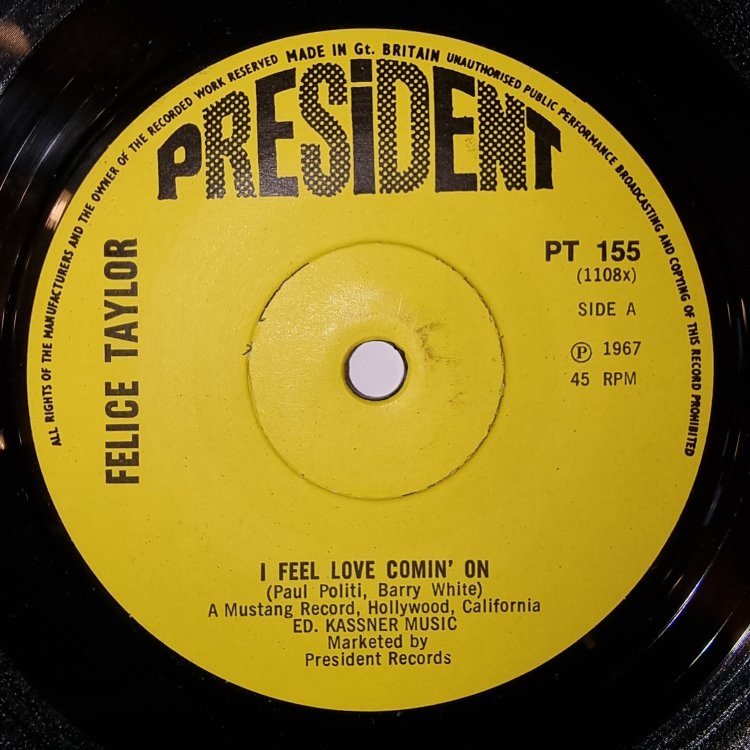 ALL RIGHTS OF THE MANUFACTURERS AND THE OWNER OF THE RECORDED WORK RESERVED MADE IN Gt. BRITAIN UNAUTHORISED PUBLIC PERFORMANCE BROADCASTING AND COPYING OF THIS RECORD PROHIBITED
PRESiDENT
FELICE TAYLOR
PT 155
(1108x)
SIDE A
℗ 1967
45 RPM
I FEEL LOVE COMIN' ON
(Paul Politi, Barry White)
A Mustang Record, Hollywood, California
ED. KASSNER MUSIC
Marketed by
President Records